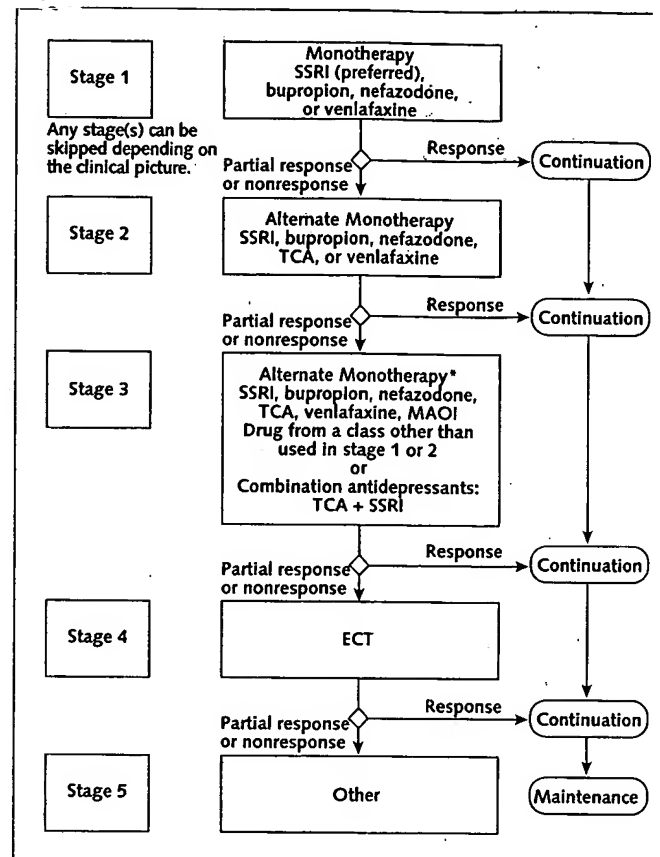 Stage 1
Monotherapy
SSRI (preferred),
bupropion, nefazodone,
or venlafaxine
Any stage(s) can be
skipped depending on
the clinical picture.
Partial response
or nonresponse
Response
Continuation
Stage 2
Alternate Monotherapy
SSRI, bupropion, nefazodone,
TCA, or venlafaxine
Partial response
or nonresponse
Response
Continuation
Stage 3
Alternate Monotherapy*
SSRI, bupropion, nefazodone,
TCA, venlafaxine, MAOI
Drug from a class other than
used in stage 1 or 2
or
Combination antidepressants:
TCA + SSRI
Partial response
or nonresponse
Response
Continuation
Stage 4
ECT
Partial response
or nonresponse
Response
Continuation
Stage 5
Other
Maintenance